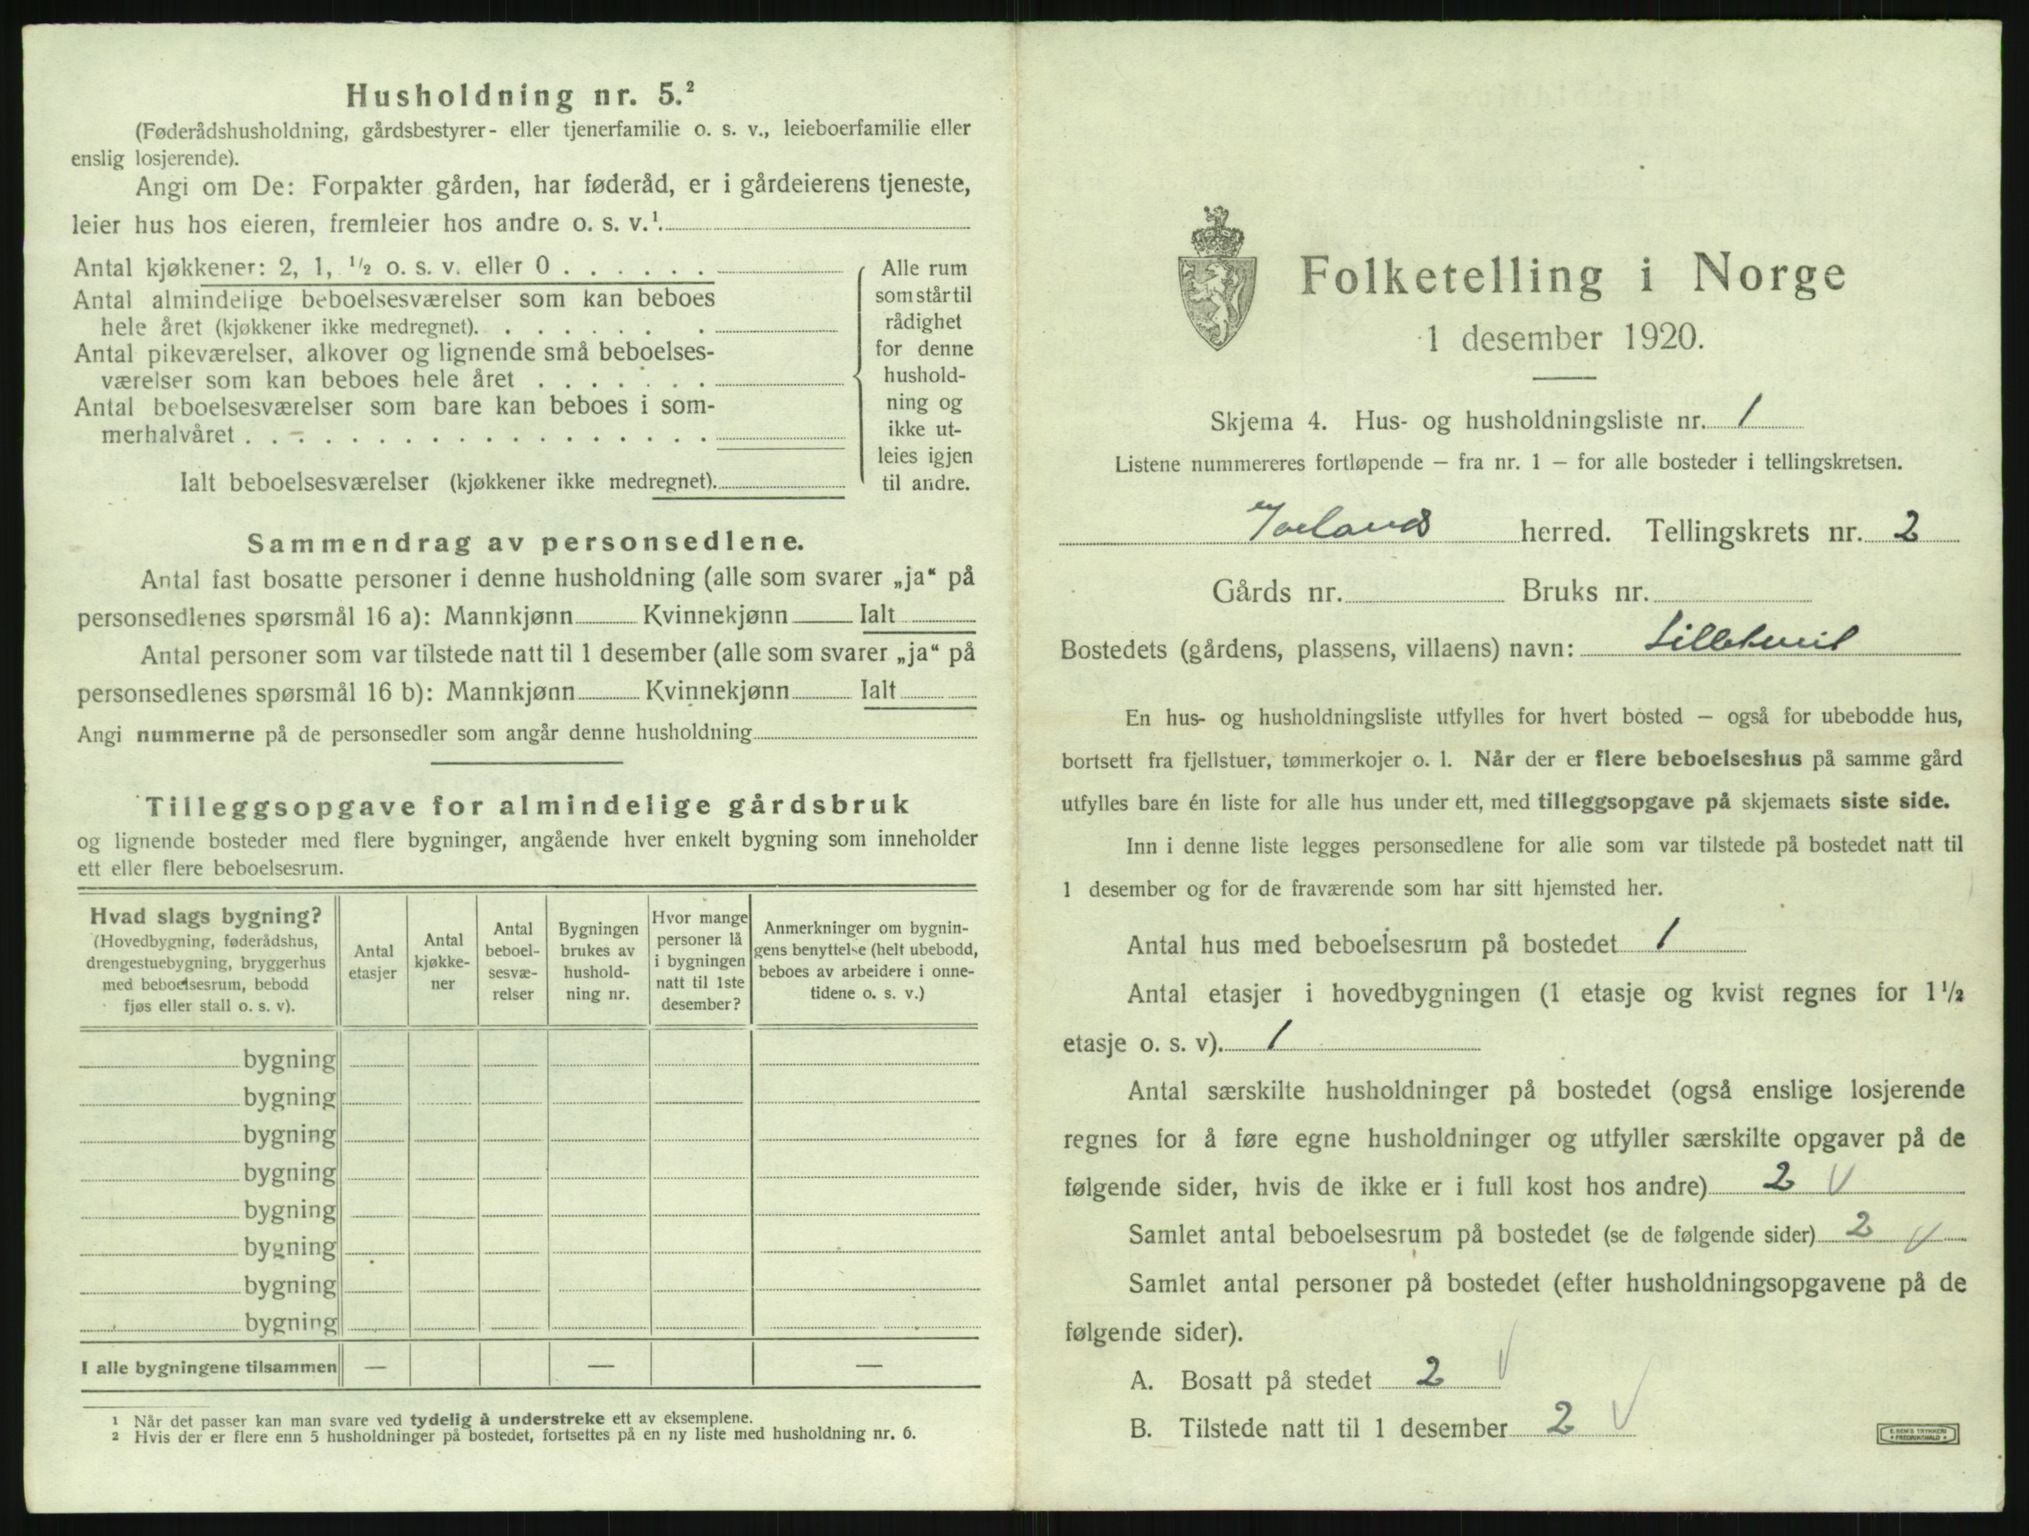 Husholdning nr. 5.²
(Føderådshusholdning, gårdsbestyrer- eller tjenerfamilie o. s. v., leieboerfamilie eller
enslig losjerende).
Angi om De: Forpakter gården, har føderåd, er i gårdeierens tjeneste,
leier hus hos eieren, fremleier hos andre o. s. v.¹
Antal kjøkkener: 2, 1, ½ o. s. v. eller 0 . . . . . .
Antal almindelige beboelsesværelser som kan beboes
hele året (kjøkkener ikke medregnet). . . . . . . . .
Antal pikeværelser, alkover og lignende små beboelses-
værelser som kan beboes hele året . . . . . . .
Antal beboelsesværelser som bare kan beboes i som-
merhalvåret . . . . . . . . . . . . . . . . . .
Ialt beboelsesværelser (kjøkkener ikke medregnet).
Alle rum
som står til
rådighet
for denne
hushold-
ning og
ikke ut-
leies igjen
til andre.
Sammendrag av personsedlene.
Antal fast bosatte personer i denne husholdning (alle som svarer „ja“ på
personsedlenes spørsmål 16 a): Mannkjønn Kvinnekjønn Ialt
Antal personer som var tilstede natt til 1 desember (alle som svarer „ja“ på
personsedlenes spørsmål 16 b): Mannkjønn Kvinnekjønn Ialt
Angi nummerne på de personsedler som angår denne husholdning
Tilleggsopgave for almindelige gårdsbruk
og lignende bosteder med flere bygninger, angående hver enkelt bygning som inneholder
ett eller flere beboelsesrum.
Hvad slags bygning?
(Hovedbygning, føderådshus,
drengestuebygning, bryggerhus
med beboelsesrum, bebodd
fjøs eller stall o. s. v).
Antal
etasjer
Antal
kjøkke-
ner
Antal
beboel-
sesvæ-
relser
Bygningen
brukes av
hushold-
ning nr.
Hvor mange
personer lå
i bygningen
natt til 1ste
desember?
Anmerkninger om bygnin-
gens benyttelse (helt ubebodd,
beboes av arbeidere i onne-
tidene o. s. v.)
bygning
bygning
bygning
bygning
bygning
bygning
bygning
bygning
I alle bygningene tilsammen — — —
¹ Når det passer kan man svare ved tydelig å understreke ett av eksemplene.
² Hvis der er flere enn 5 husholdninger på bostedet, fortsettes på en ny liste med husholdning nr. 6.
Folketelling i Norge
1 desember 1920.
Skjema 4. Hus- og husholdningsliste nr. 1
Listene nummereres fortløpende — fra nr. 1 — for alle bosteder i tellingskretsen.
herred. Tellingskrets nr. 2
Gårds nr. Bruks nr.
Bostedets (gårdens, plassens, villaens) navn: Lillekvil
En hus- og husholdningsliste utfylles for hvert bosted — også for ubebodde hus,
bortsett fra fjellstuer, tømmerkojer o. l. Når der er flere beboelseshus på samme gård
utfylles bare én liste for alle hus under ett, med tilleggsopgave på skjemaets siste side.
Inn i denne liste legges personsedlene for alle som var tilstede på bostedet natt til
1 desember og for de fraværende som har sitt hjemsted her.
Antal hus med beboelsesrum på bostedet 1
Antal etasjer i hovedbygningen (1 etasje og kvist regnes for 1½
etasje o. s. v). 1
Antal særskilte husholdninger på bostedet (også enslige losjerende
regnes for å føre egne husholdninger og utfyller særskilte opgaver på de
følgende sider, hvis de ikke er i full kost hos andre) 2 √
Samlet antal beboelsesrum på bostedet (se de følgende sider) 2 √
Samlet antal personer på bostedet (efter husholdningsopgavene på de
følgende sider).
A. Bosatt på stedet 2 √
B. Tilstede natt til 1 desember 2 √